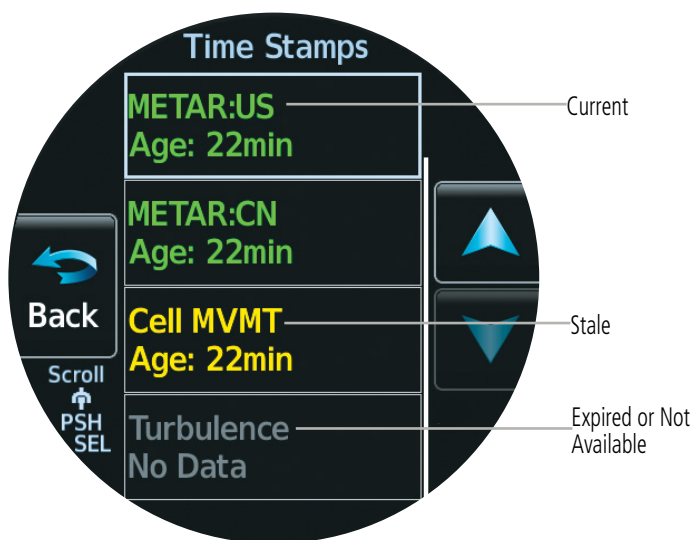 Time Stamps
METAR:US
Age: 22min
Current
METAR:CN
Age: 22min
Back
Cell MVMT
Age: 22min
Stale
Scroll
PSH
SEL
Turbulence
No Data
Expired or Not
Available